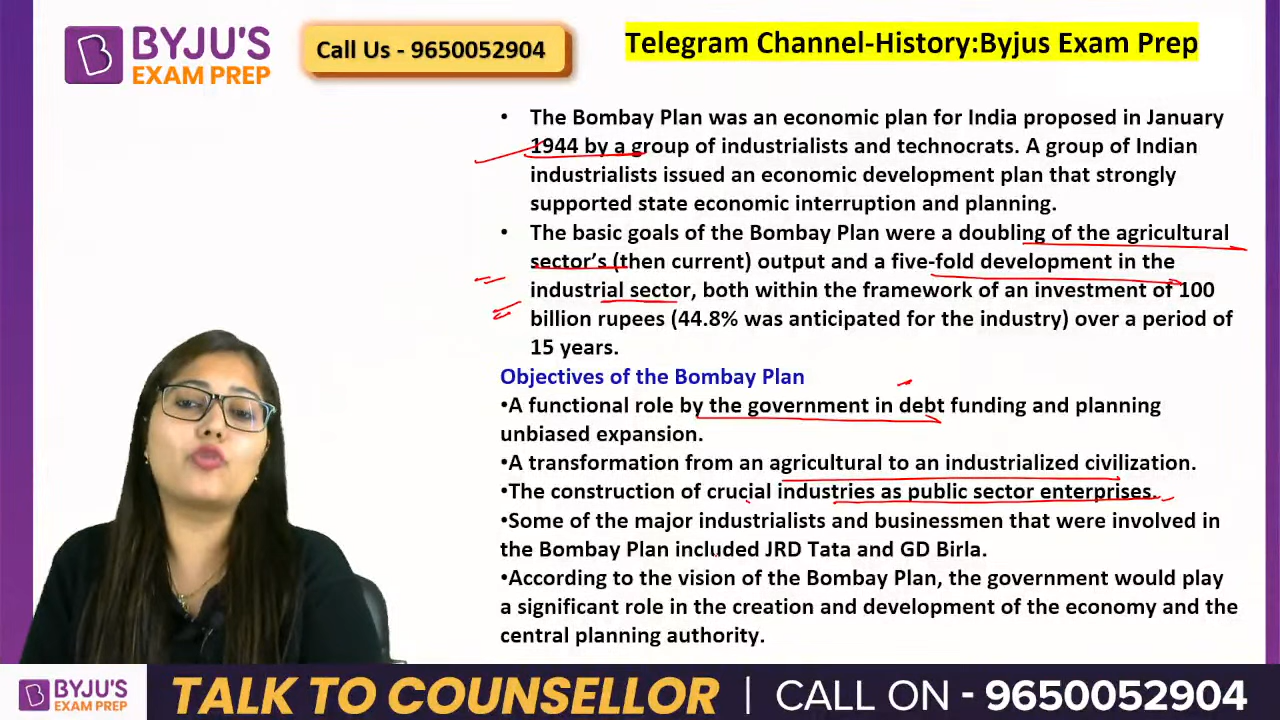 BYJU'S
EXAM PREP
Call Us - 9650052904
Telegram Channel-History:Byjus Exam Prep
• The Bombay Plan was an economic plan for India proposed in January
1944 by a group of industrialists and technocrats. A group of Indian
industrialists issued an economic development plan that strongly
supported state economic interruption and planning.
• The basic goals of the Bombay Plan were a doubling of the agricultural
sector's (then current) output and a five-fold development in the
industrial sector, both within the framework of an investment of 100
billion rupees (44.8% was anticipated for the industry) over a period of
15 years.
Objectives of the Bombay Plan
•A functional role by the government in debt funding and planning
unbiased expansion.
•A transformation from an agricultural to an industrialized civilization.
•The construction of crucial industries as public sector enterprises.
•Some of the major industrialists and businessmen that were involved in
the Bombay Plan included JRD Tata and GD Birla.
•According to the vision of the Bombay Plan, the government would play
a significant role in the creation and development of the economy and the
central planning authority.
BYJU'S
EXAM PREP
TALK TO COUNSELLOR | CALL ON - 9650052904